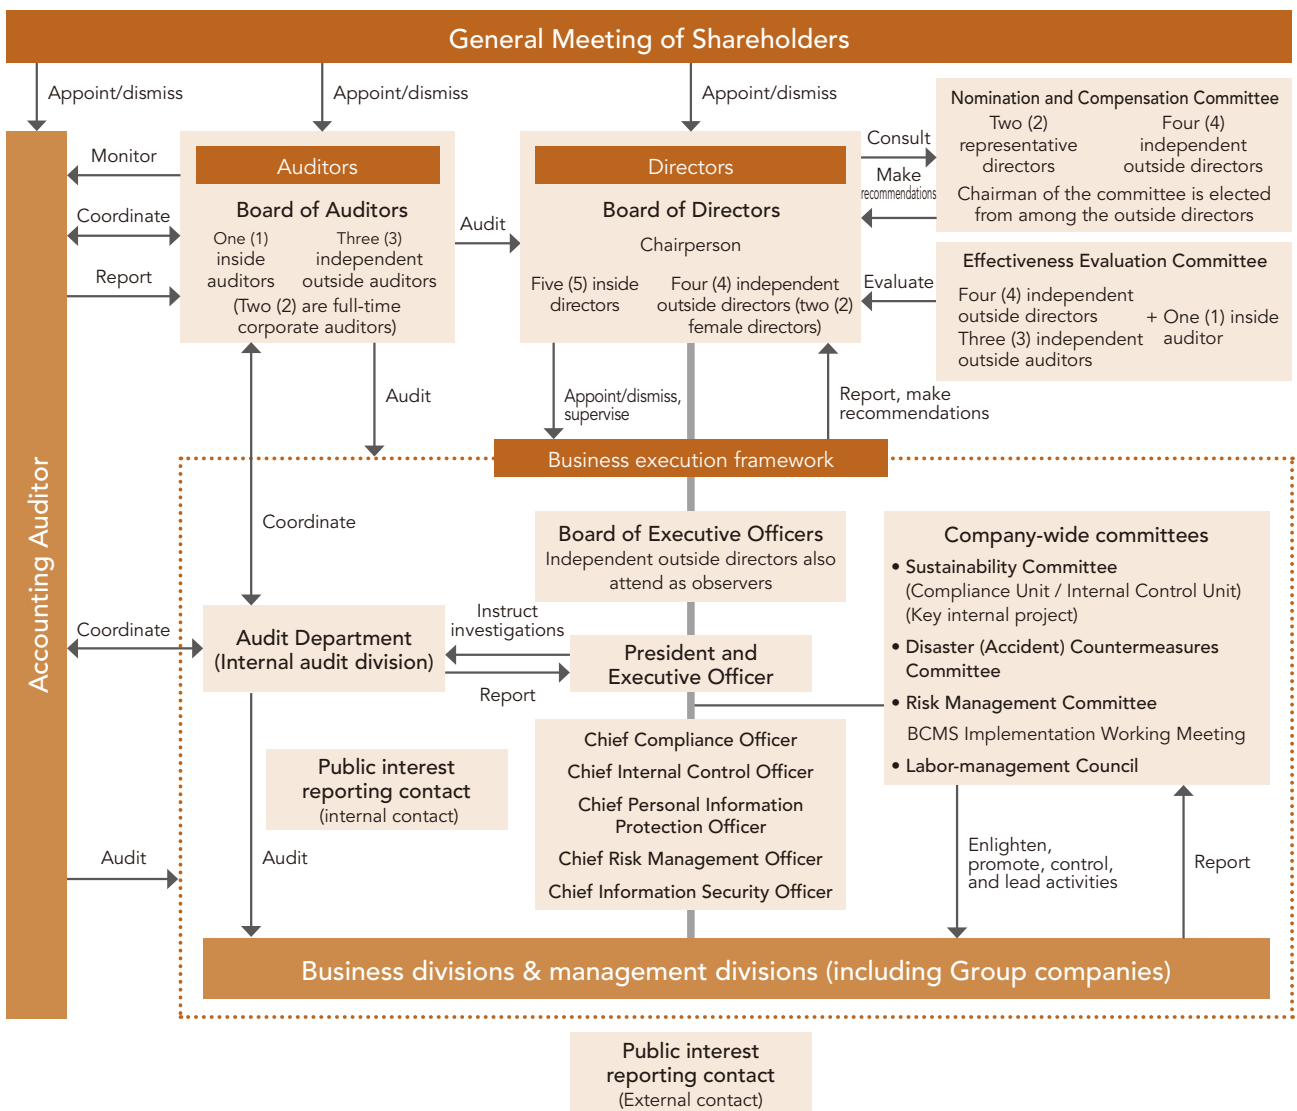 General Meeting of Shareholders
Appoint/dismiss
Appoint/dismiss
Appoint/dismiss
Accounting Auditor
Monitor
Coordinate
Report
Auditors
Board of Auditors
One (1)
inside
auditors
Three (3)
independent
outside auditors
(Two (2) are full-time
corporate auditors)
Audit
Directors
Board of Directors
Chairperson
Five (5) inside
directors
Four (4) independent
outside directors (two (2)
female directors)
Consult
Make
recommendations
Evaluate
Nomination and Compensation Committee
Two (2)
representative
directors
Four (4)
independent
outside directors
Chairman of the committee is elected
from among the outside directors
Effectiveness Evaluation Committee
Four (4) independent
outside directors
Three (3) independent
outside auditors
+ One (1) inside
auditor
Audit
Appoint/dismiss,
supervise
Report, make
recommendations
Business execution framework
Coordinate
Board of Executive Officers
Independent outside directors also
attend as observers
Company-wide committees
• Sustainability Committee
(Compliance Unit / Internal Control Unit)
(Key internal project)
• Disaster (Accident) Countermeasures
Committee
• Risk Management Committee
BCMS Implementation Working Meeting
• Labor-management Council
Coordinate
Audit Department
(Internal audit division)
Instruct
investigations
Report
President and
Executive Officer
Chief Compliance Officer
Chief Internal Control Officer
Chief Personal Information
Protection Officer
Chief Risk Management Officer
Chief Information Security Officer
Public interest
reporting contact
(internal contact)
Audit
Audit
Enlighten,
promote, control,
and lead activities
Report
Business divisions & management divisions (including Group companies)
Public interest
reporting contact
(External contact)